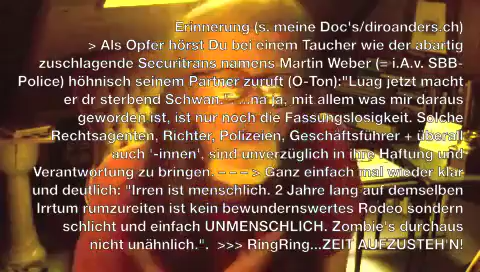 Erinnerung (s. meine Doc's/diroanders.ch)
> Als Opfer hörst Du bei einem Taucher wie der abartig
zuschlagende Securitrans namens Martin Weber (= i.A.v. SBB-
Police) höhnisch seinem Partner zuruft (O-Ton):"Luag jetzt macht
er dr sterbend Schwan." ....na ja, mit allem was mir daraus
geworden ist, ist nur noch die Fassungslosigkeit. Solche
Rechtsagenten, Richter, Polizeien, Geschäftsführer + überall
auch '-innen', sind unverzüglich in ihre Haftung und
Verantwortung zu bringen. - - - > Ganz einfach mal wieder klar
und deutlich: "Irren ist menschlich. 2 Jahre lang auf demselben
Irrtum rumzureiten ist kein bewundernswertes Rodeo sondern
schlicht und einfach UNMENSCHLICH. Zombie's durchaus
nicht unähnlich.". >>> RingRing...ZEIT AUFZUSTEH'N!